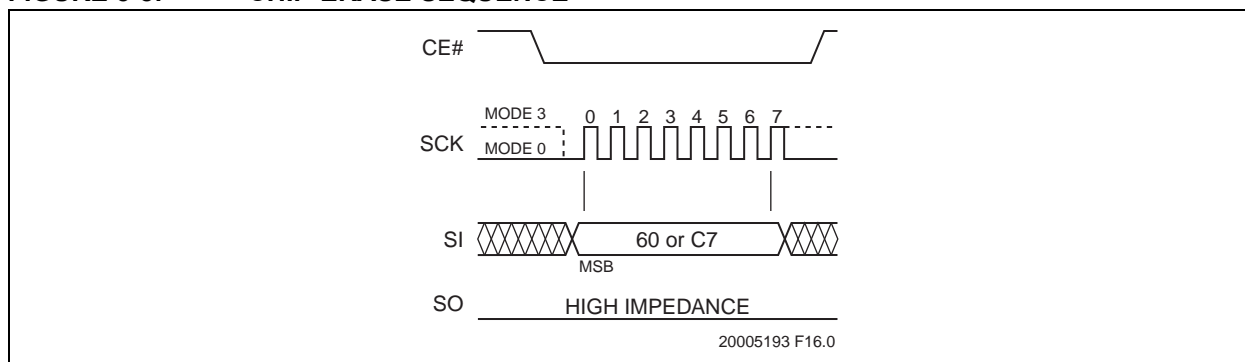 CE#
MODE 3
0 1 2 3 4 5 6 7
SCK
MODE 0
SI
60 or C7
MSB
SO
HIGH IMPEDANCE
20005193 F16.0